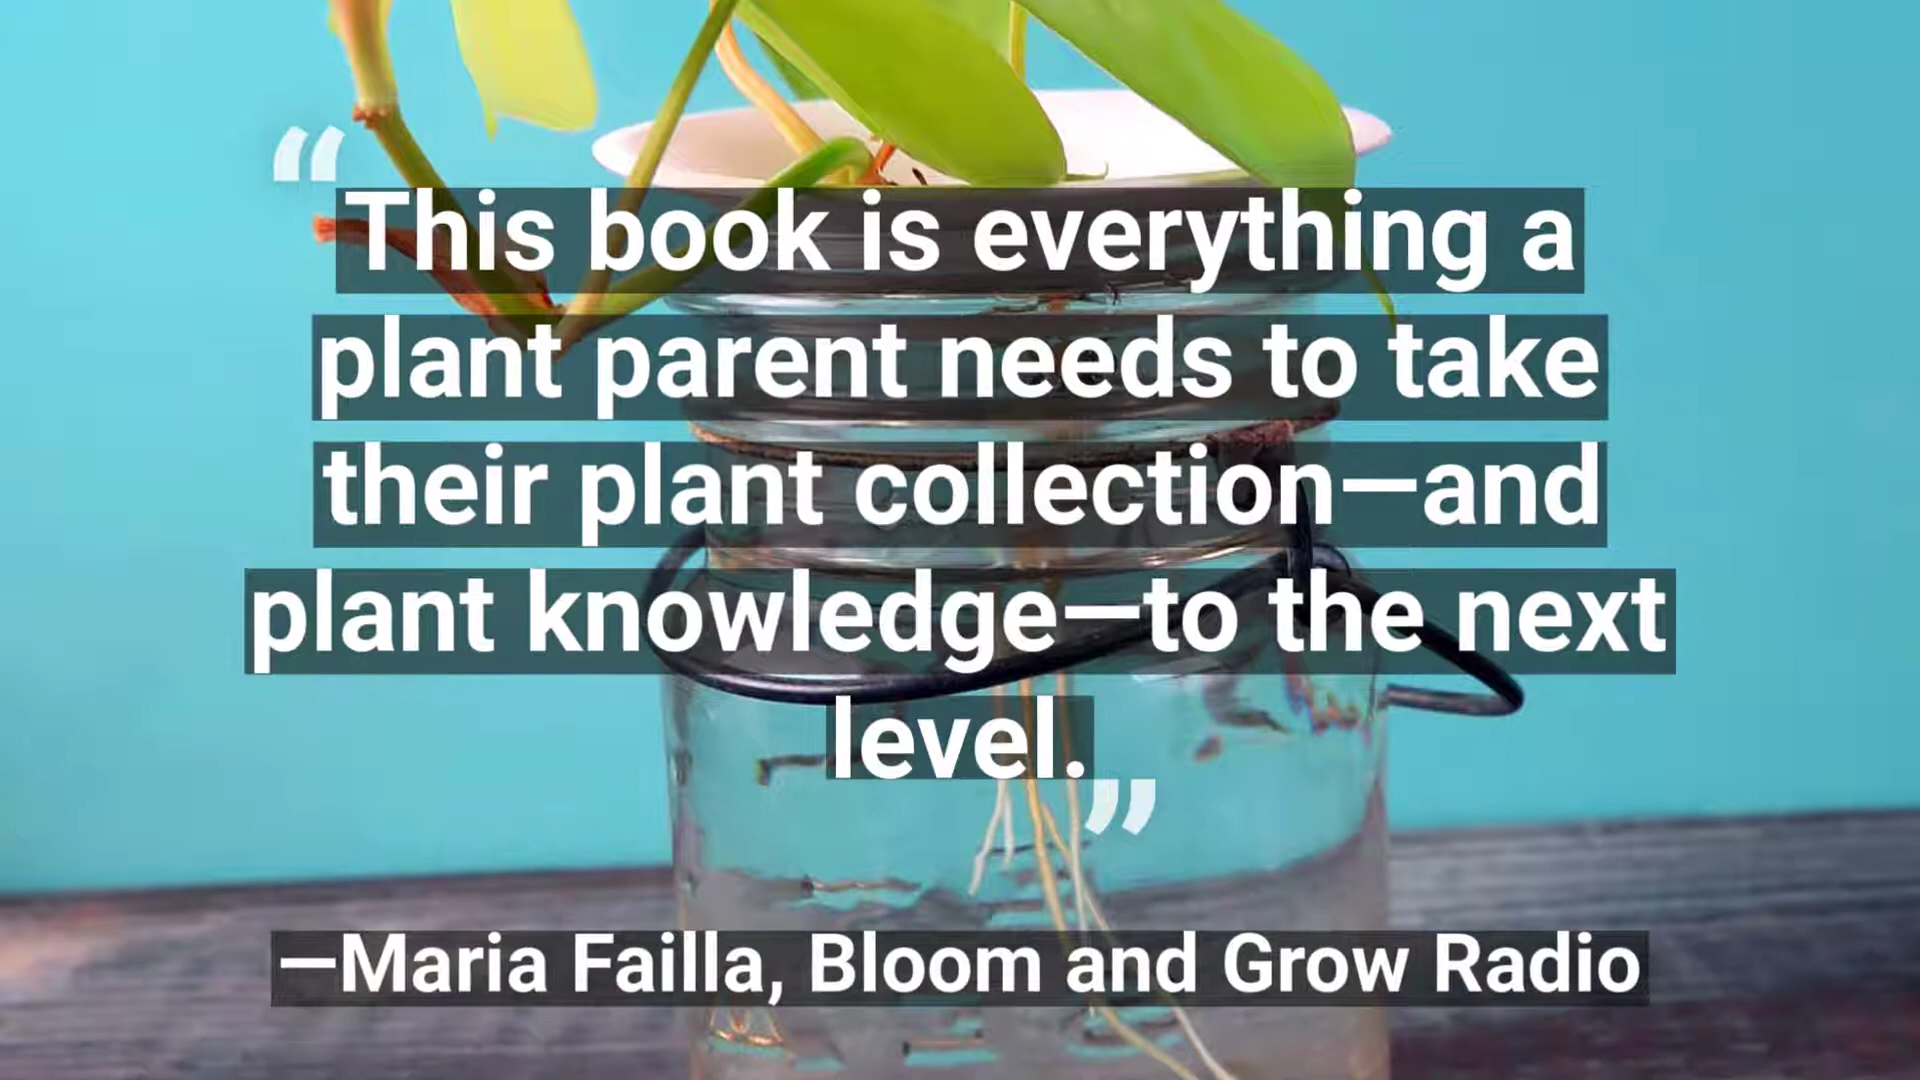 “This book is everything a
plant parent needs to take
their plant collection—and
plant knowledge—to the next
level.”
—Maria Failla, Bloom and Grow Radio